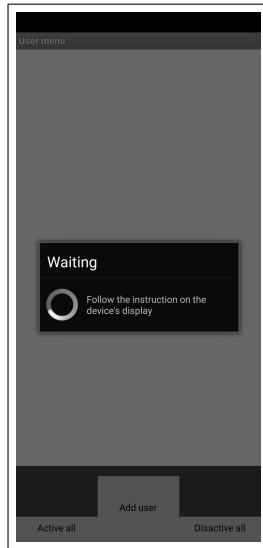 User menu
Waiting
Follow the instruction on the
device's display
Add user
Active all
DIsactive all